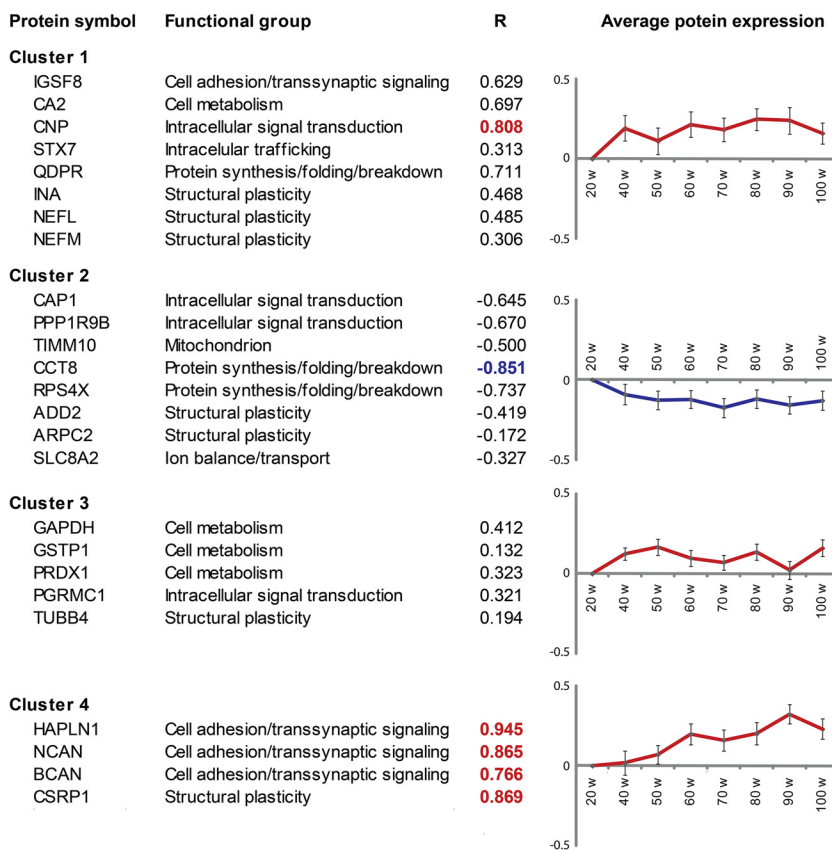 Protein symbol Functional group R Average potein expression
Cluster 1
IGSF8 Cell adhesion/transsynaptic signaling 0.629
CA2 Cell metabolism 0.697
CNP Intracellular signal transduction 0.808
STX7 Intracelular trafficking 0.313
QDPR Protein synthesis/folding/breakdown 0.711
INA Structural plasticity 0.468
NEFL Structural plasticity 0.485
NEFM Structural plasticity 0.306
0.5
0
-0.5
20 w 40 w 50 w 60 w 70 w 80 w 90 w 100 w
Cluster 2
CAP1 Intracellular signal transduction -0.645
PPP1R9B Intracellular signal transduction -0.670
TIMM10 Mitochondrion -0.500
CCT8 Protein synthesis/folding/breakdown -0.851
RPS4X Protein synthesis/folding/breakdown -0.737
ADD2 Structural plasticity -0.419
ARPC2 Structural plasticity -0.172
SLC8A2 Ion balance/transport -0.327
0.5
0
-0.5
20 w 40 w 50 w 60 w 70 w 80 w 90 w 100 w
Cluster 3
GAPDH Cell metabolism 0.412
GSTP1 Cell metabolism 0.132
PRDX1 Cell metabolism 0.323
PGRMC1 Intracellular signal transduction 0.321
TUBB4 Structural plasticity 0.194
0.5
0
-0.5
20 w 40 w 50 w 60 w 70 w 80 w 90 w 100 w
Cluster 4
HAPLN1 Cell adhesion/transsynaptic signaling 0.945
NCAN Cell adhesion/transsynaptic signaling 0.865
BCAN Cell adhesion/transsynaptic signaling 0.766
CSRP1 Structural plasticity 0.869
0.5
0
-0.5
20 w 40 w 50 w 60 w 70 w 80 w 90 w 100 w